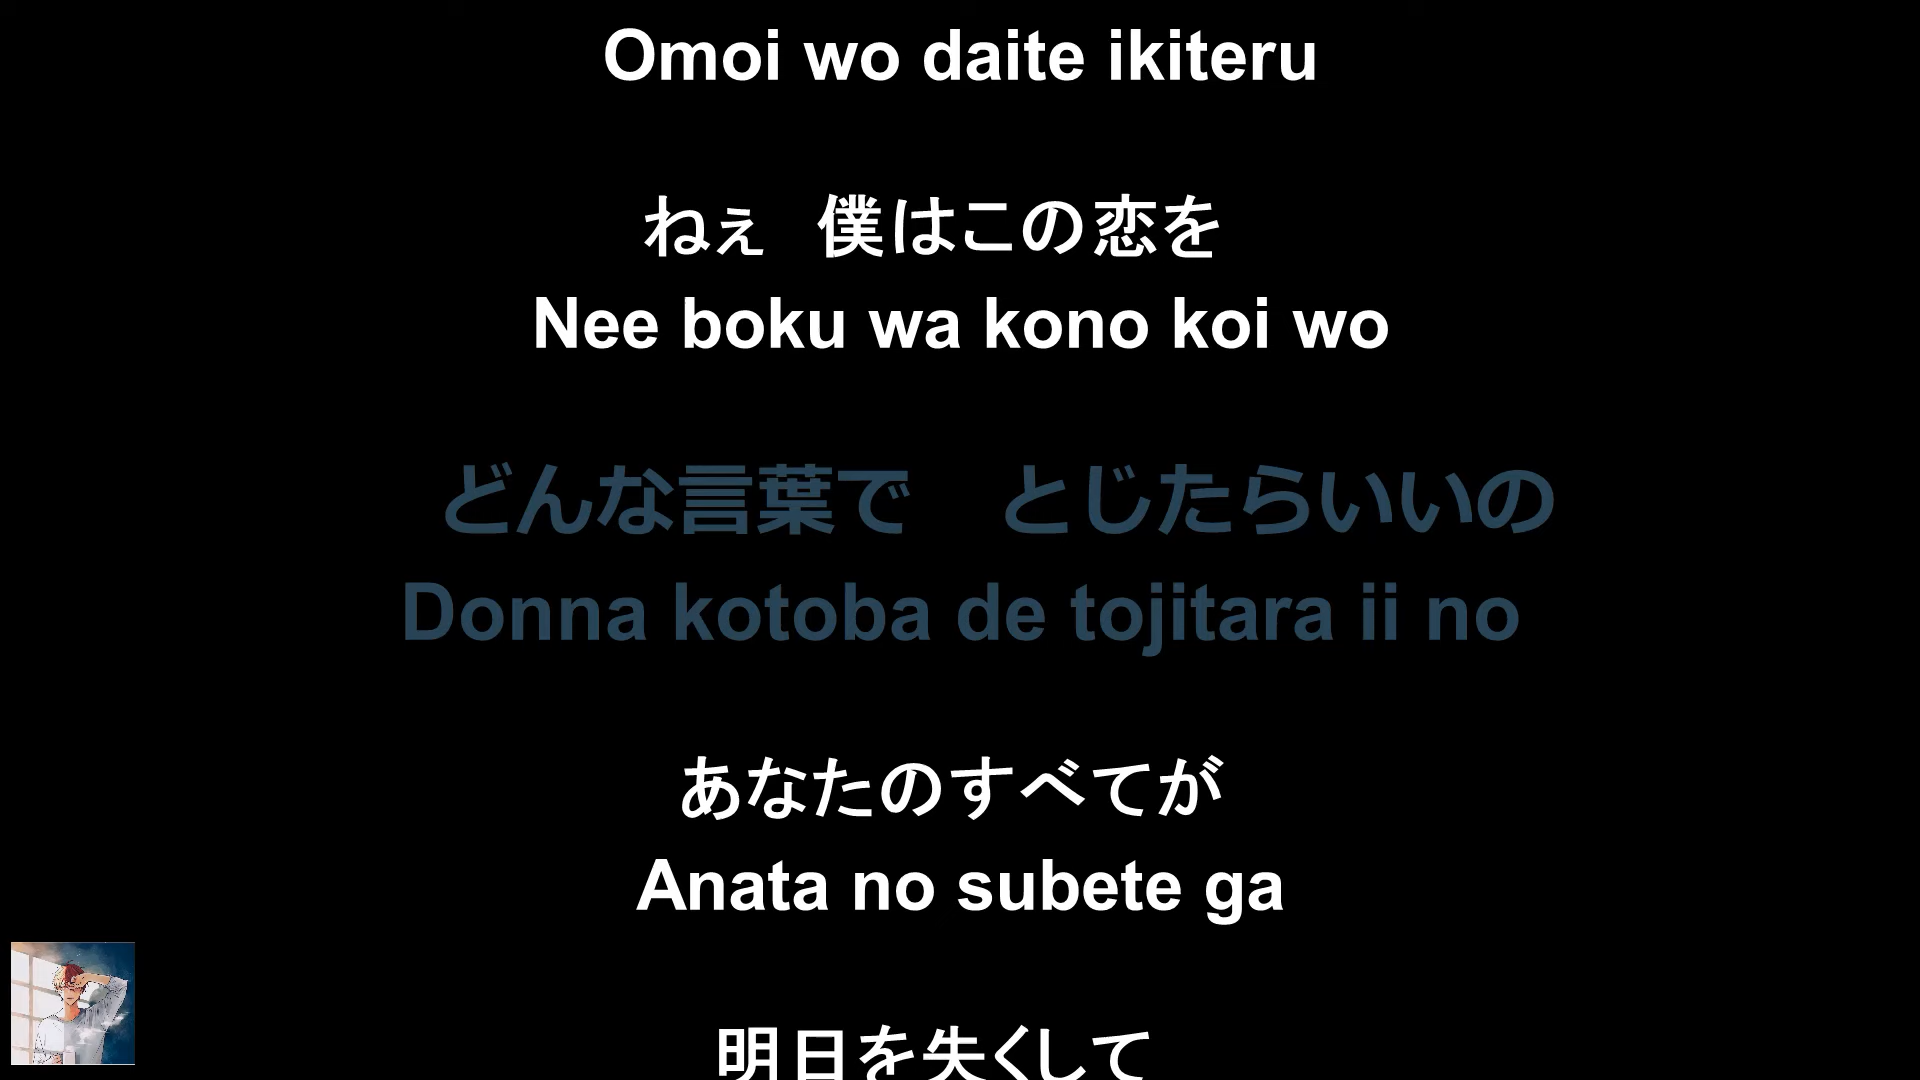 Omoi wo daite ikiteru
ねぇ　僕はこの恋を
Nee boku wa kono koi wo
どんな言葉で　とじたらいいの
Donna kotoba de tojitara ii no
あなたのすべてが
Anata no subete ga
明日を失くして